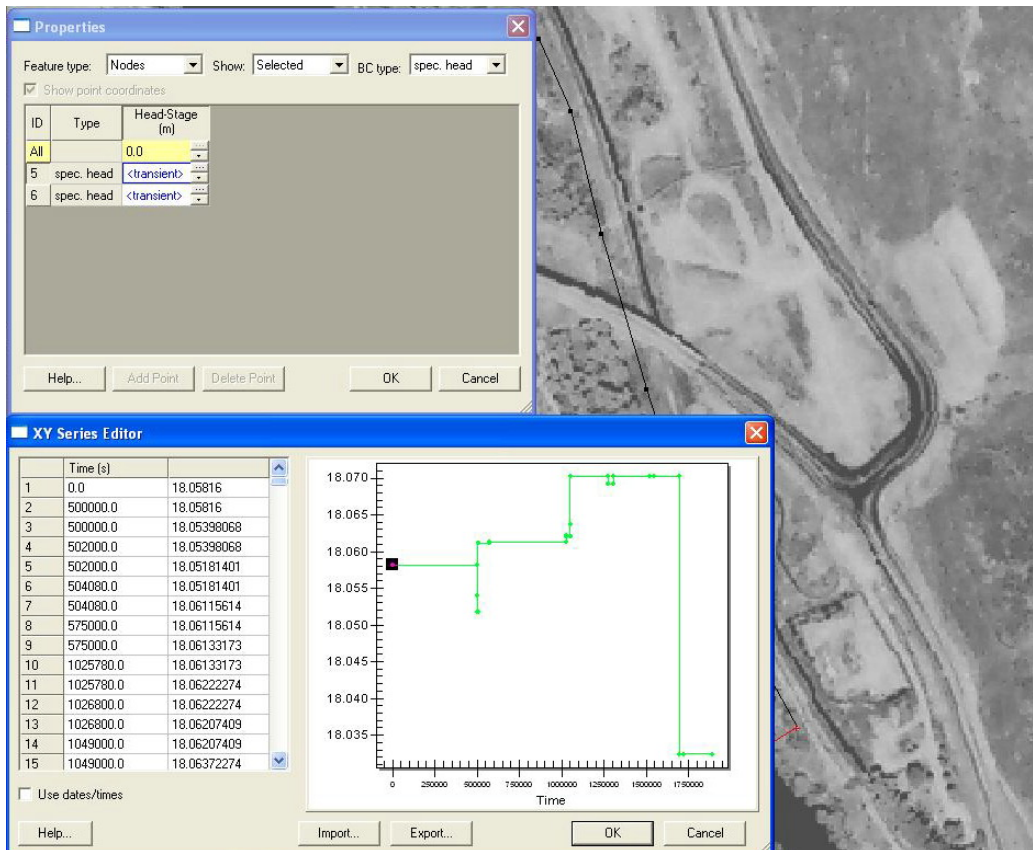 Properties
Feature type: Nodes Show: Selected BC type: spec. head
Show point coordinates
ID Type Head-Stage (m)
All 0.0
5 spec. head <transient>
6 spec. head <transient>
Help... Add Point Delete Point OK Cancel
XY Series Editor
Time (s)
1 0.0 18.05816
2 500000.0 18.05816
3 500000.0 18.05398068
4 502000.0 18.05398068
5 502000.0 18.05181401
6 504080.0 18.05181401
7 504080.0 18.06115614
8 575000.0 18.06115614
9 575000.0 18.06133173
10 1025780.0 18.06133173
11 1025780.0 18.06222274
12 1026800.0 18.06222274
13 1026800.0 18.06207409
14 1049000.0 18.06207409
15 1049000.0 18.06372274
18.070
18.065
18.060
18.055
18.050
18.045
18.040
18.035
0 250000 500000 750000 1000000 1250000 1500000 1750000
Time
Use dates/times
Help... Import... Export... OK Cancel